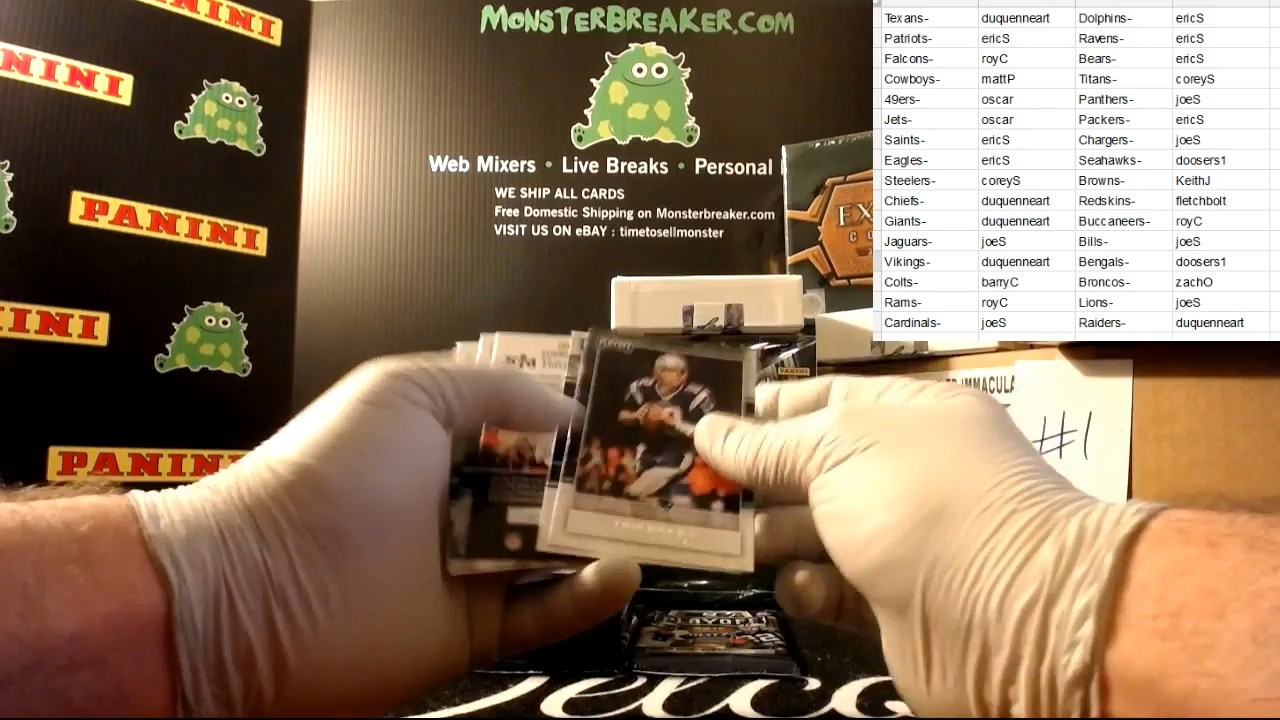 MONSTERBREAKER.COM
Web Mixers • Live Breaks • Personal
WE SHIP ALL CARDS
Free Domestic Shipping on Monsterbreaker.com
VISIT US ON eBAY : timetosellmonster
PANINI
PANINI
PANINI
PANINI
#1
IMMACULA
PLAYOFF
Texans- duquenneart Dolphins- ericS
Patriots- ericS Ravens- ericS
Falcons- royC Bears- ericS
Cowboys- mattP Titans- coreyS
49ers- oscar Panthers- joeS
Jets- oscar Packers- ericS
Saints- ericS Chargers- joeS
Eagles- ericS Seahawks- doosers1
Steelers- coreyS Browns- KeithJ
Chiefs- duquenneart Redskins- fletchbolt
Giants- duquenneart Buccaneers- royC
Jaguars- joeS Bills- joeS
Vikings- duquenneart Bengals- doosers1
Colts- barryC Broncos- zachO
Rams- royC Lions- joeS
Cardinals- joeS Raiders- duquenneart